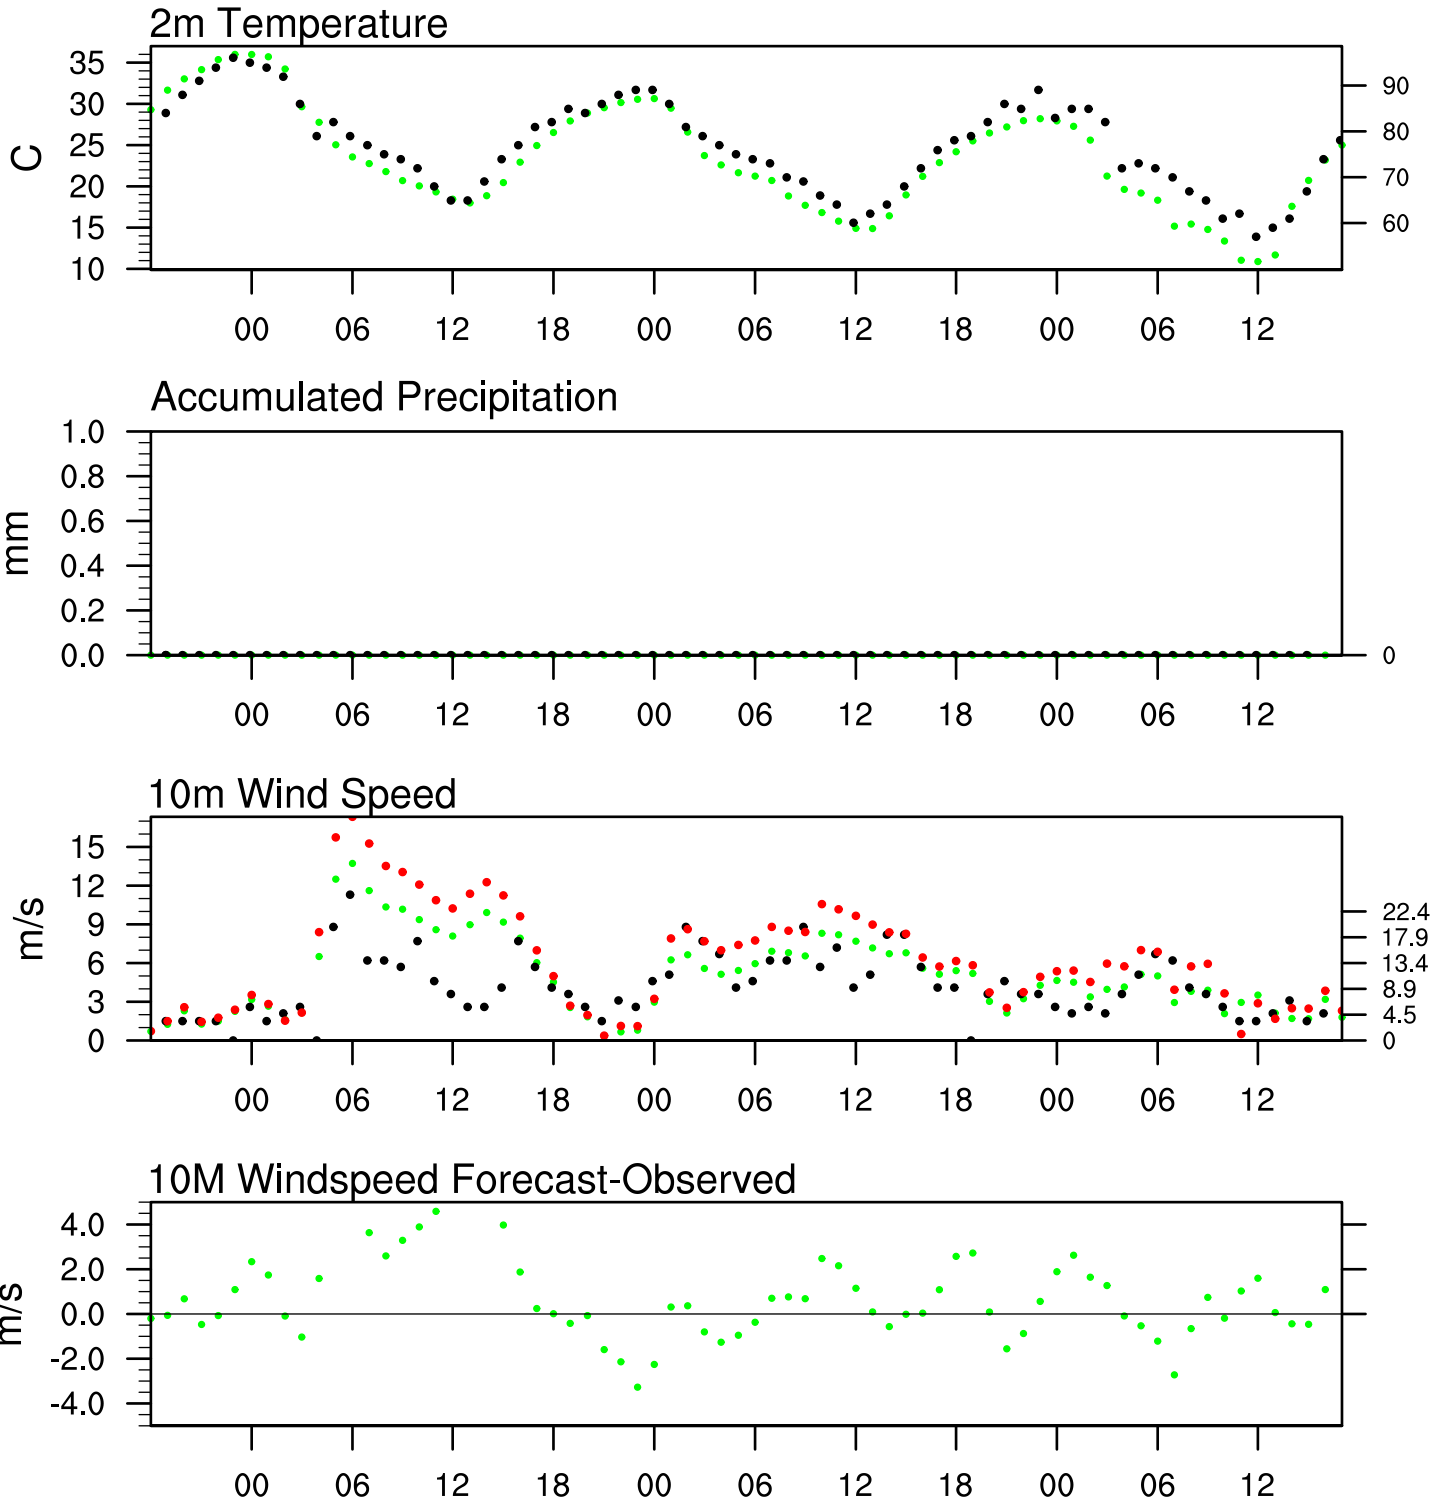 2m Temperature
35
30
25
20
15
10
C
90
80
70
60
00 06 12 18 00 06 12 18 00 06 12
Accumulated Precipitation
1.0
0.8
0.6
0.4
0.2
0.0
mm
0
00 06 12 18 00 06 12 18 00 06 12
10m Wind Speed
15
12
9
6
3
0
m/s
22.4
17.9
13.4
8.9
4.5
0
00 06 12 18 00 06 12 18 00 06 12
10M Windspeed Forecast-Observed
4.0
2.0
0.0
-2.0
-4.0
m/s
00 06 12 18 00 06 12 18 00 06 12